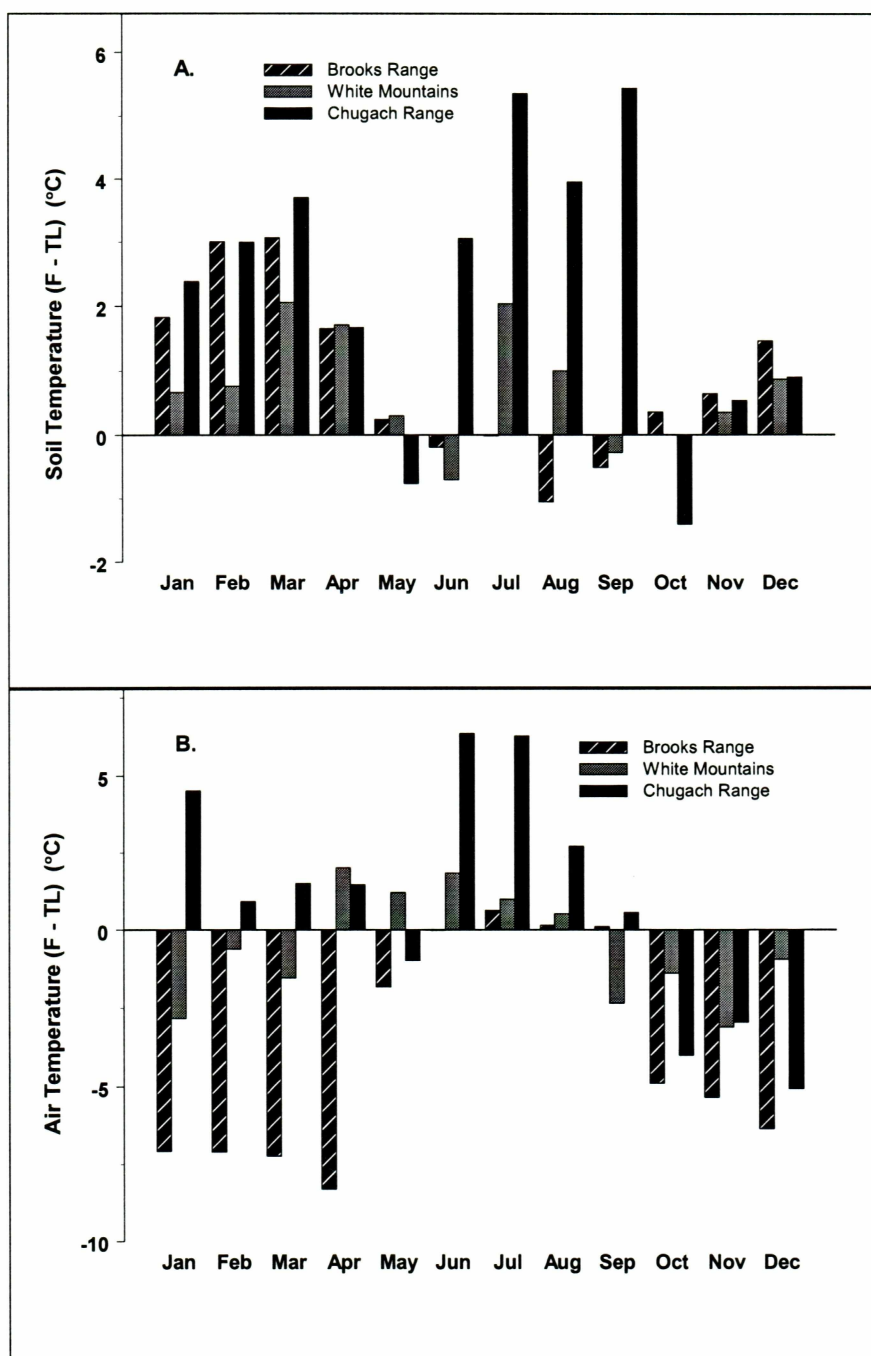 A.
Brooks Range
White Mountains
Chugach Range
Soil Temperature (F - TL) (°C)
6
4
2
0
-2
Jan Feb Mar Apr May Jun Jul Aug Sep Oct Nov Dec
B.
Brooks Range
White Mountains
Chugach Range
Air Temperature (F - TL) (°C)
5
0
-5
-10
Jan Feb Mar Apr May Jun Jul Aug Sep Oct Nov Dec